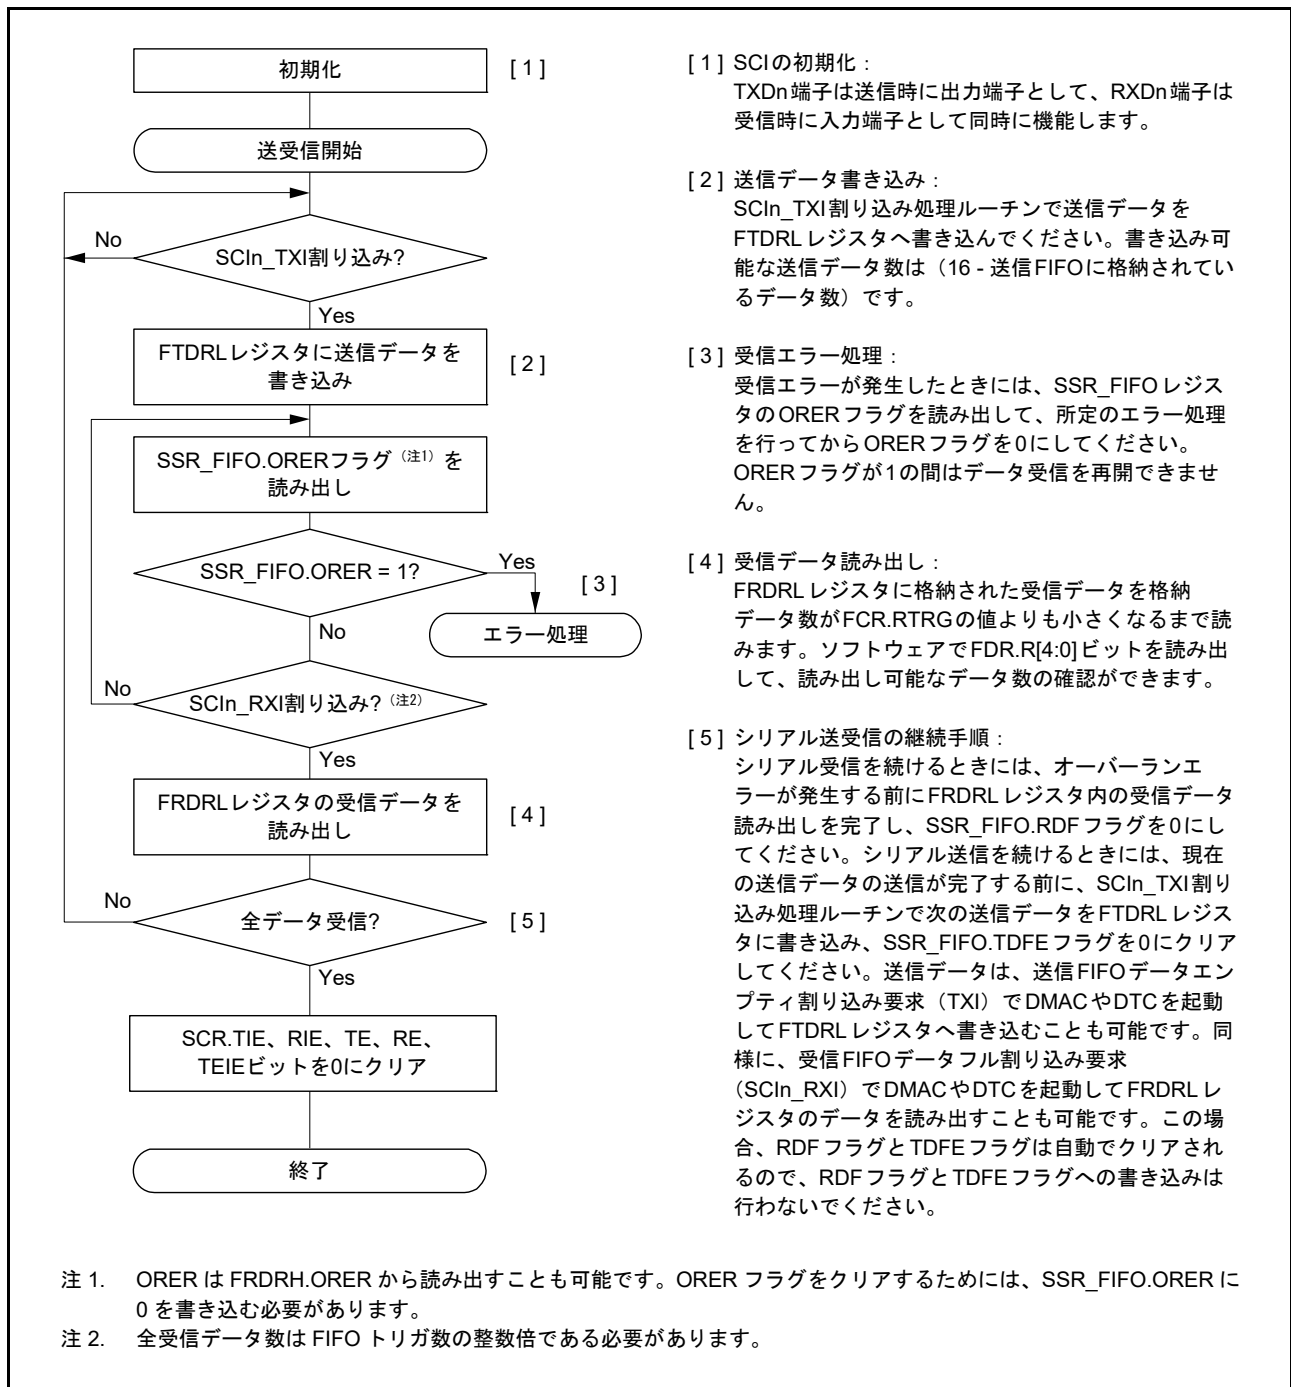 初期化
[ 1 ]
送受信開始
No
SCIn_TXI割り込み?
Yes
FTDRLレジスタに送信データを
書き込み
[ 2 ]
SSR_FIFO.ORERフラグ（注1）を
読み出し
SSR_FIFO.ORER = 1?
Yes
[ 3 ]
エラー処理
No
No
SCIn_RXI割り込み?（注2）
Yes
FRDRLレジスタの受信データを
読み出し
[ 4 ]
No
全データ受信?
[ 5 ]
Yes
SCR.TIE、RIE、TE、RE、
TEIEビットを0にクリア
終了
[ 1 ] SCIの初期化：
TXDn端子は送信時に出力端子として、RXDn端子は
受信時に入力端子として同時に機能します。
[ 2 ] 送信データ書き込み：
SCIn_TXI割り込み処理ルーチンで送信データを
FTDRLレジスタへ書き込んでください。書き込み可
能な送信データ数は（16 - 送信FIFOに格納されてい
るデータ数）です。
[ 3 ] 受信エラー処理：
受信エラーが発生したときには、SSR_FIFOレジス
タのORERフラグを読み出して、所定のエラー処理
を行ってからORERフラグを0にしてください。
ORERフラグが1の間はデータ受信を再開できませ
ん。
[ 4 ] 受信データ読み出し：
FRDRLレジスタに格納された受信データを格納
データ数がFCR.RTRGの値よりも小さくなるまで読
みます。ソフトウェアでFDR.R[4:0]ビットを読み出
して、読み出し可能なデータ数の確認ができます。
[ 5 ] シリアル送受信の継続手順：
シリアル受信を続けるときには、オーバーランエ
ラーが発生する前にFRDRLレジスタ内の受信データ
読み出しを完了し、SSR_FIFO.RDFフラグを0にし
てください。シリアル送信を続けるときには、現在
の送信データの送信が完了する前に、SCIn_TXI割り
込み処理ルーチンで次の送信データをFTDRLレジス
タに書き込み、SSR_FIFO.TDFEフラグを0にクリア
してください。送信データは、送信FIFOデータエン
プティ割り込み要求（TXI）でDMACやDTCを起動
してFTDRLレジスタへ書き込むことも可能です。同
様に、受信FIFOデータフル割り込み要求
（SCIn_RXI）でDMACやDTCを起動してFRDRLレ
ジスタのデータを読み出すことも可能です。この場
合、RDFフラグとTDFEフラグは自動でクリアされ
るので、RDFフラグとTDFEフラグへの書き込みは
行わないでください。
注 1. ORER は FRDRH.ORER から読み出すことも可能です。ORER フラグをクリアするためには、SSR_FIFO.ORER に
0 を書き込む必要があります。
注 2. 全受信データ数は FIFO トリガ数の整数倍である必要があります。